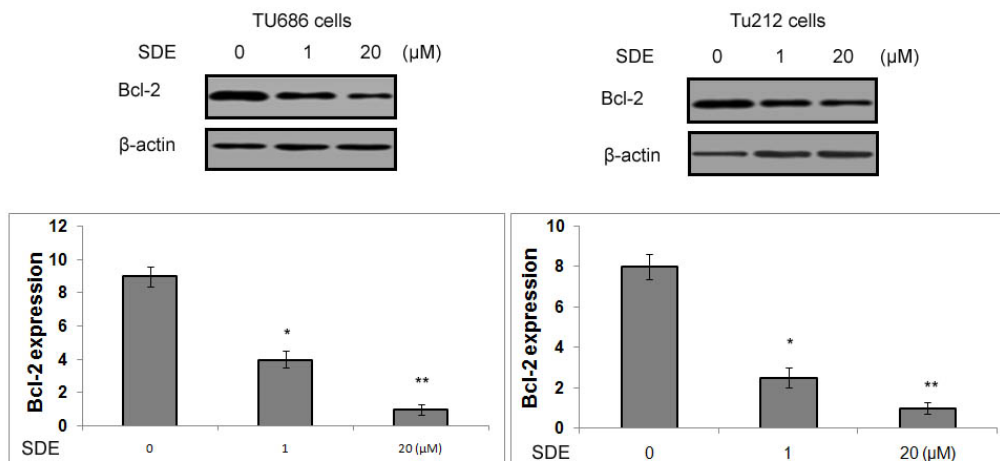 TU686 cells
SDE 0 1 20 (µM)
Bcl-2
β-actin
Tu212 cells
SDE 0 1 20 (µM)
Bcl-2
β-actin
Bcl-2 expression
12
10
8
6
4
2
0
*
**
SDE 0 1 20 (µM)
Bcl-2 expression
10
8
6
4
2
0
*
**
SDE 0 1 20 (µM)